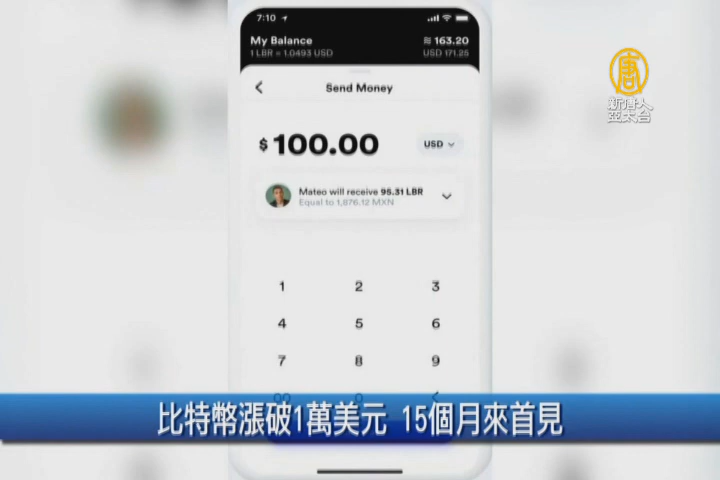 7:10
My Balance
≋ 163.20
1 LBR = 1.0493 USD
USD 171.25
Send Money
$100.00
USD
Mateo will receive 95.31 LBR
Equal to 1,876.12 MXN
1 2 3
4 5 6
7 8 9
唐
新唐人
亞太台
比特幣漲破1萬美元 15個月來首見